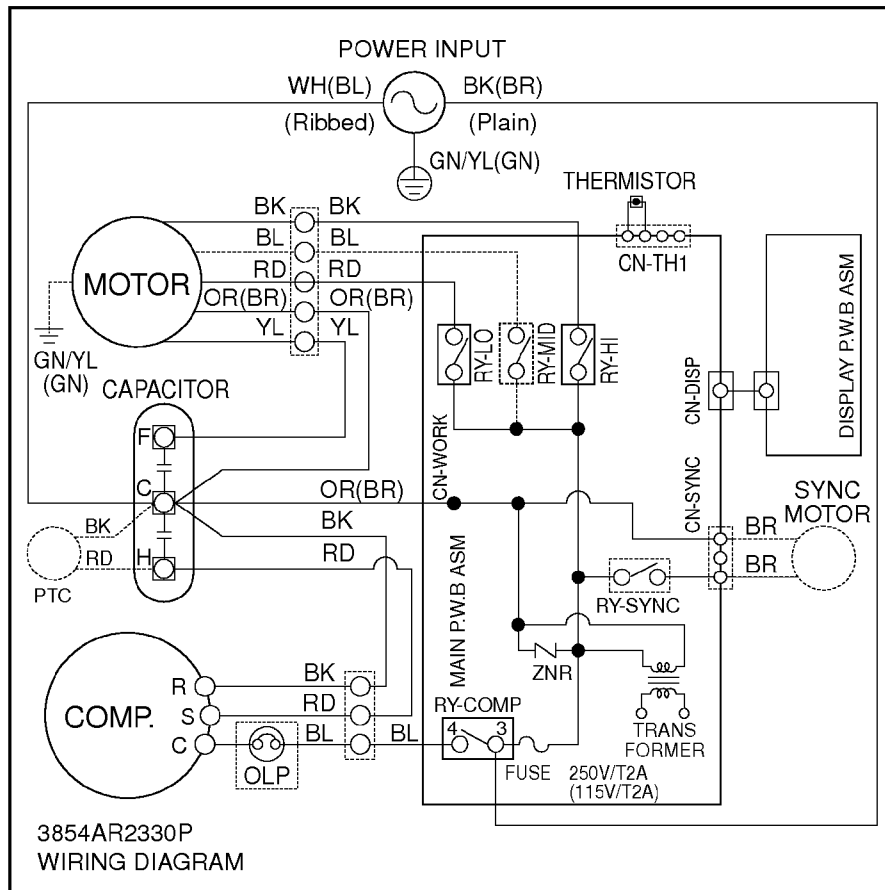 POWER INPUT
WH(BL)
BK(BR)
(Ribbed)
(Plain)
GN/YL(GN)
THERMISTOR
CN-TH1
BK
BK
BL
BL
RD
RD
OR(BR)
OR(BR)
YL
YL
MOTOR
GN/YL
(GN)
RY-LO
RY-MID
RY-HI
CN-DISP
DISPLAY P.W.B ASM
CAPACITOR
F
C
H
BK
RD
PTC
OR(BR)
BK
RD
CN-WORK
MAIN P.W.B ASM
CN-SYNC
SYNC
MOTOR
BR
BR
RY-SYNC
ZNR
TRANS
FORMER
COMP.
R
S
C
BK
RD
BL
BL
OLP
RY-COMP
4
3
FUSE
250V/T2A
(115V/T2A)
3854AR2330P
WIRING DIAGRAM